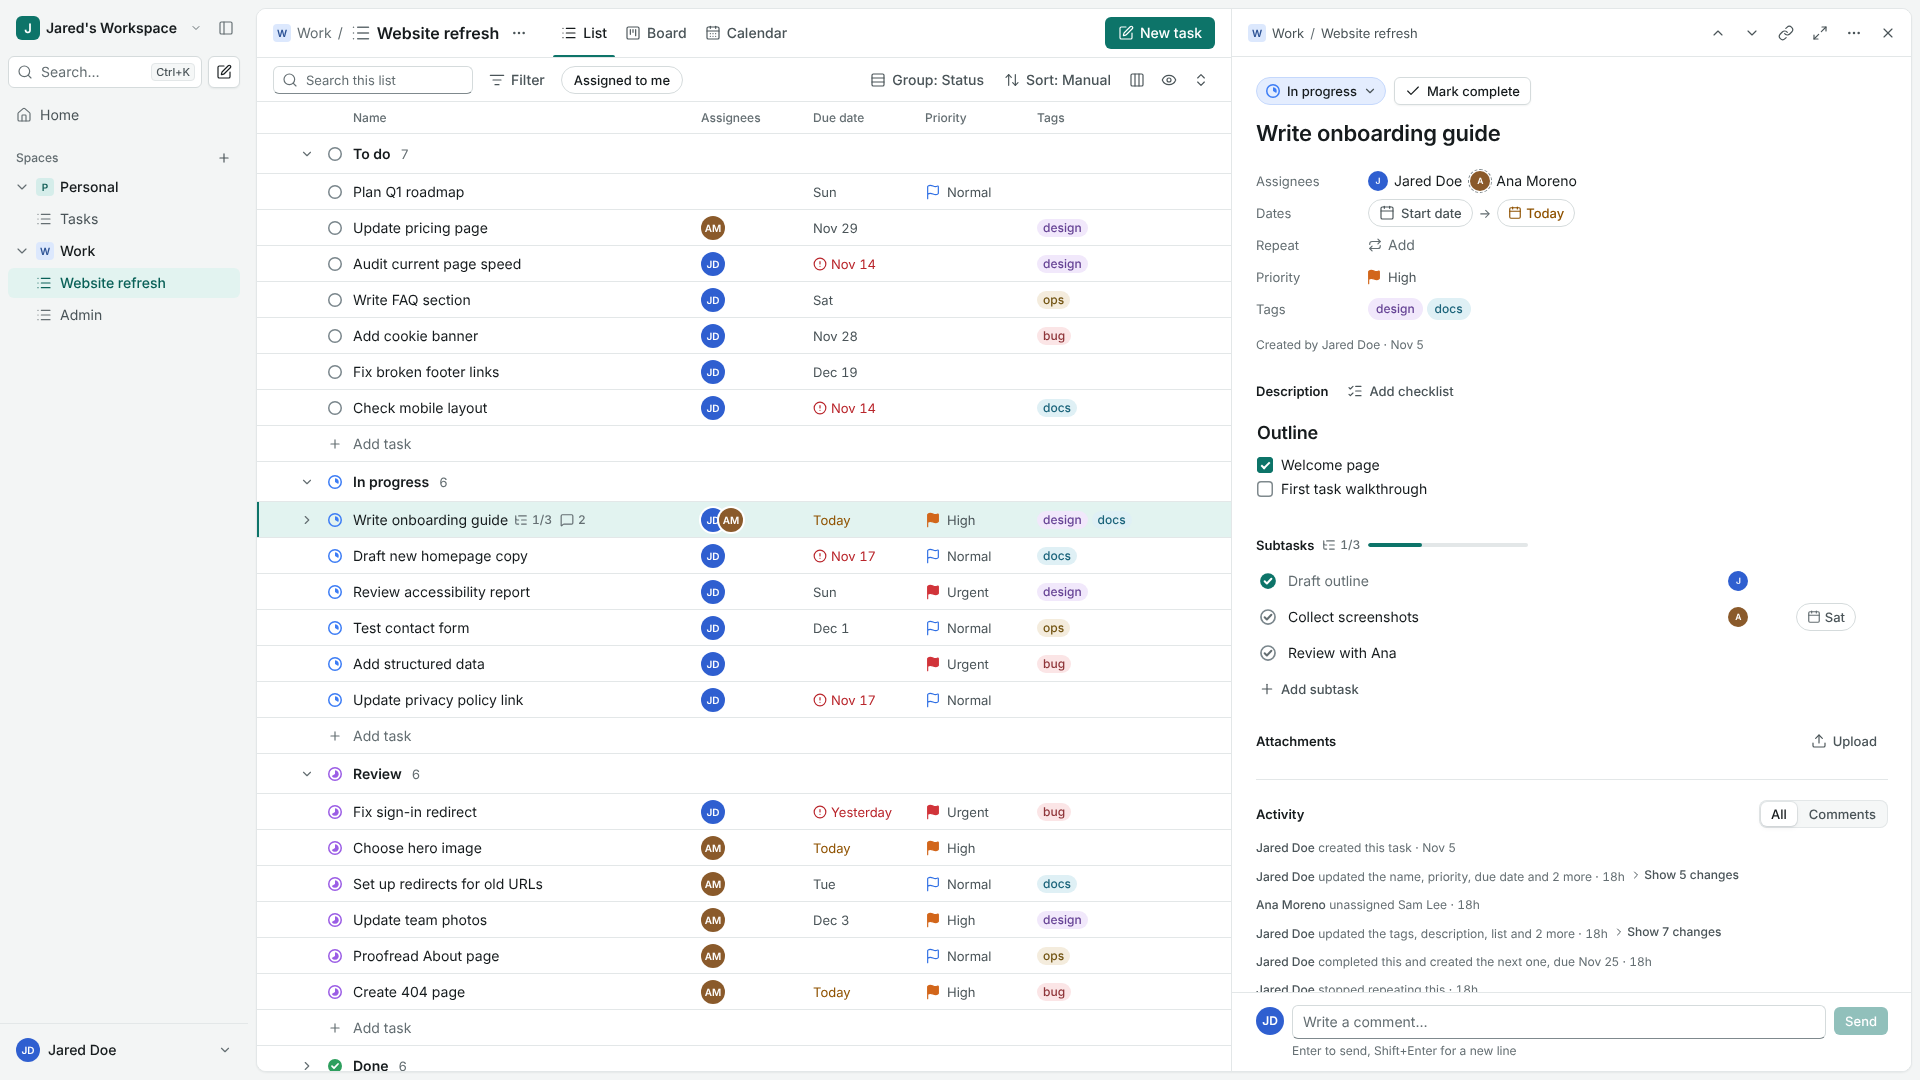 J Jared's Workspace
Search... Ctrl+K
Home
Spaces
P Personal
Tasks
W Work
Website refresh
Admin
JD Jared Doe
W Work / Website refresh
List
Board
Calendar
New task
Search this list
Filter
Assigned to me
Group: Status
Sort: Manual
Name Assignees Due date Priority Tags
To do 7
Plan Q1 roadmap Sun Normal
Update pricing page AM Nov 29 design
Audit current page speed JD Nov 14 design
Write FAQ section JD Sat ops
Add cookie banner JD Nov 28 bug
Fix broken footer links JD Dec 19
Check mobile layout JD Nov 14 docs
Add task
In progress 6
Write onboarding guide 1/3 2 JD AM Today High design docs
Draft new homepage copy JD Nov 17 Normal docs
Review accessibility report JD Sun Urgent design
Test contact form JD Dec 1 Normal ops
Add structured data JD Urgent bug
Update privacy policy link JD Nov 17 Normal
Add task
Review 6
Fix sign-in redirect JD Yesterday Urgent bug
Choose hero image AM Today High
Set up redirects for old URLs AM Tue Normal docs
Update team photos AM Dec 3 High design
Proofread About page AM Normal ops
Create 404 page AM Today High bug
Add task
Done 6
W Work / Website refresh
In progress
Mark complete
Write onboarding guide
Assignees J Jared Doe A Ana Moreno
Dates Start date → Today
Repeat Add
Priority High
Tags design docs
Created by Jared Doe · Nov 5
Description Add checklist
Outline
Welcome page
First task walkthrough
Subtasks 1/3
Draft outline J
Collect screenshots A Sat
Review with Ana
Add subtask
Attachments Upload
Activity All Comments
Jared Doe created this task · Nov 5
Jared Doe updated the name, priority, due date and 2 more · 18h Show 5 changes
Ana Moreno unassigned Sam Lee · 18h
Jared Doe updated the tags, description, list and 2 more · 18h Show 7 changes
Jared Doe completed this and created the next one, due Nov 25 · 18h
Jared Doe stopped repeating this · 18h
JD Write a comment... Send
Enter to send, Shift+Enter for a new line